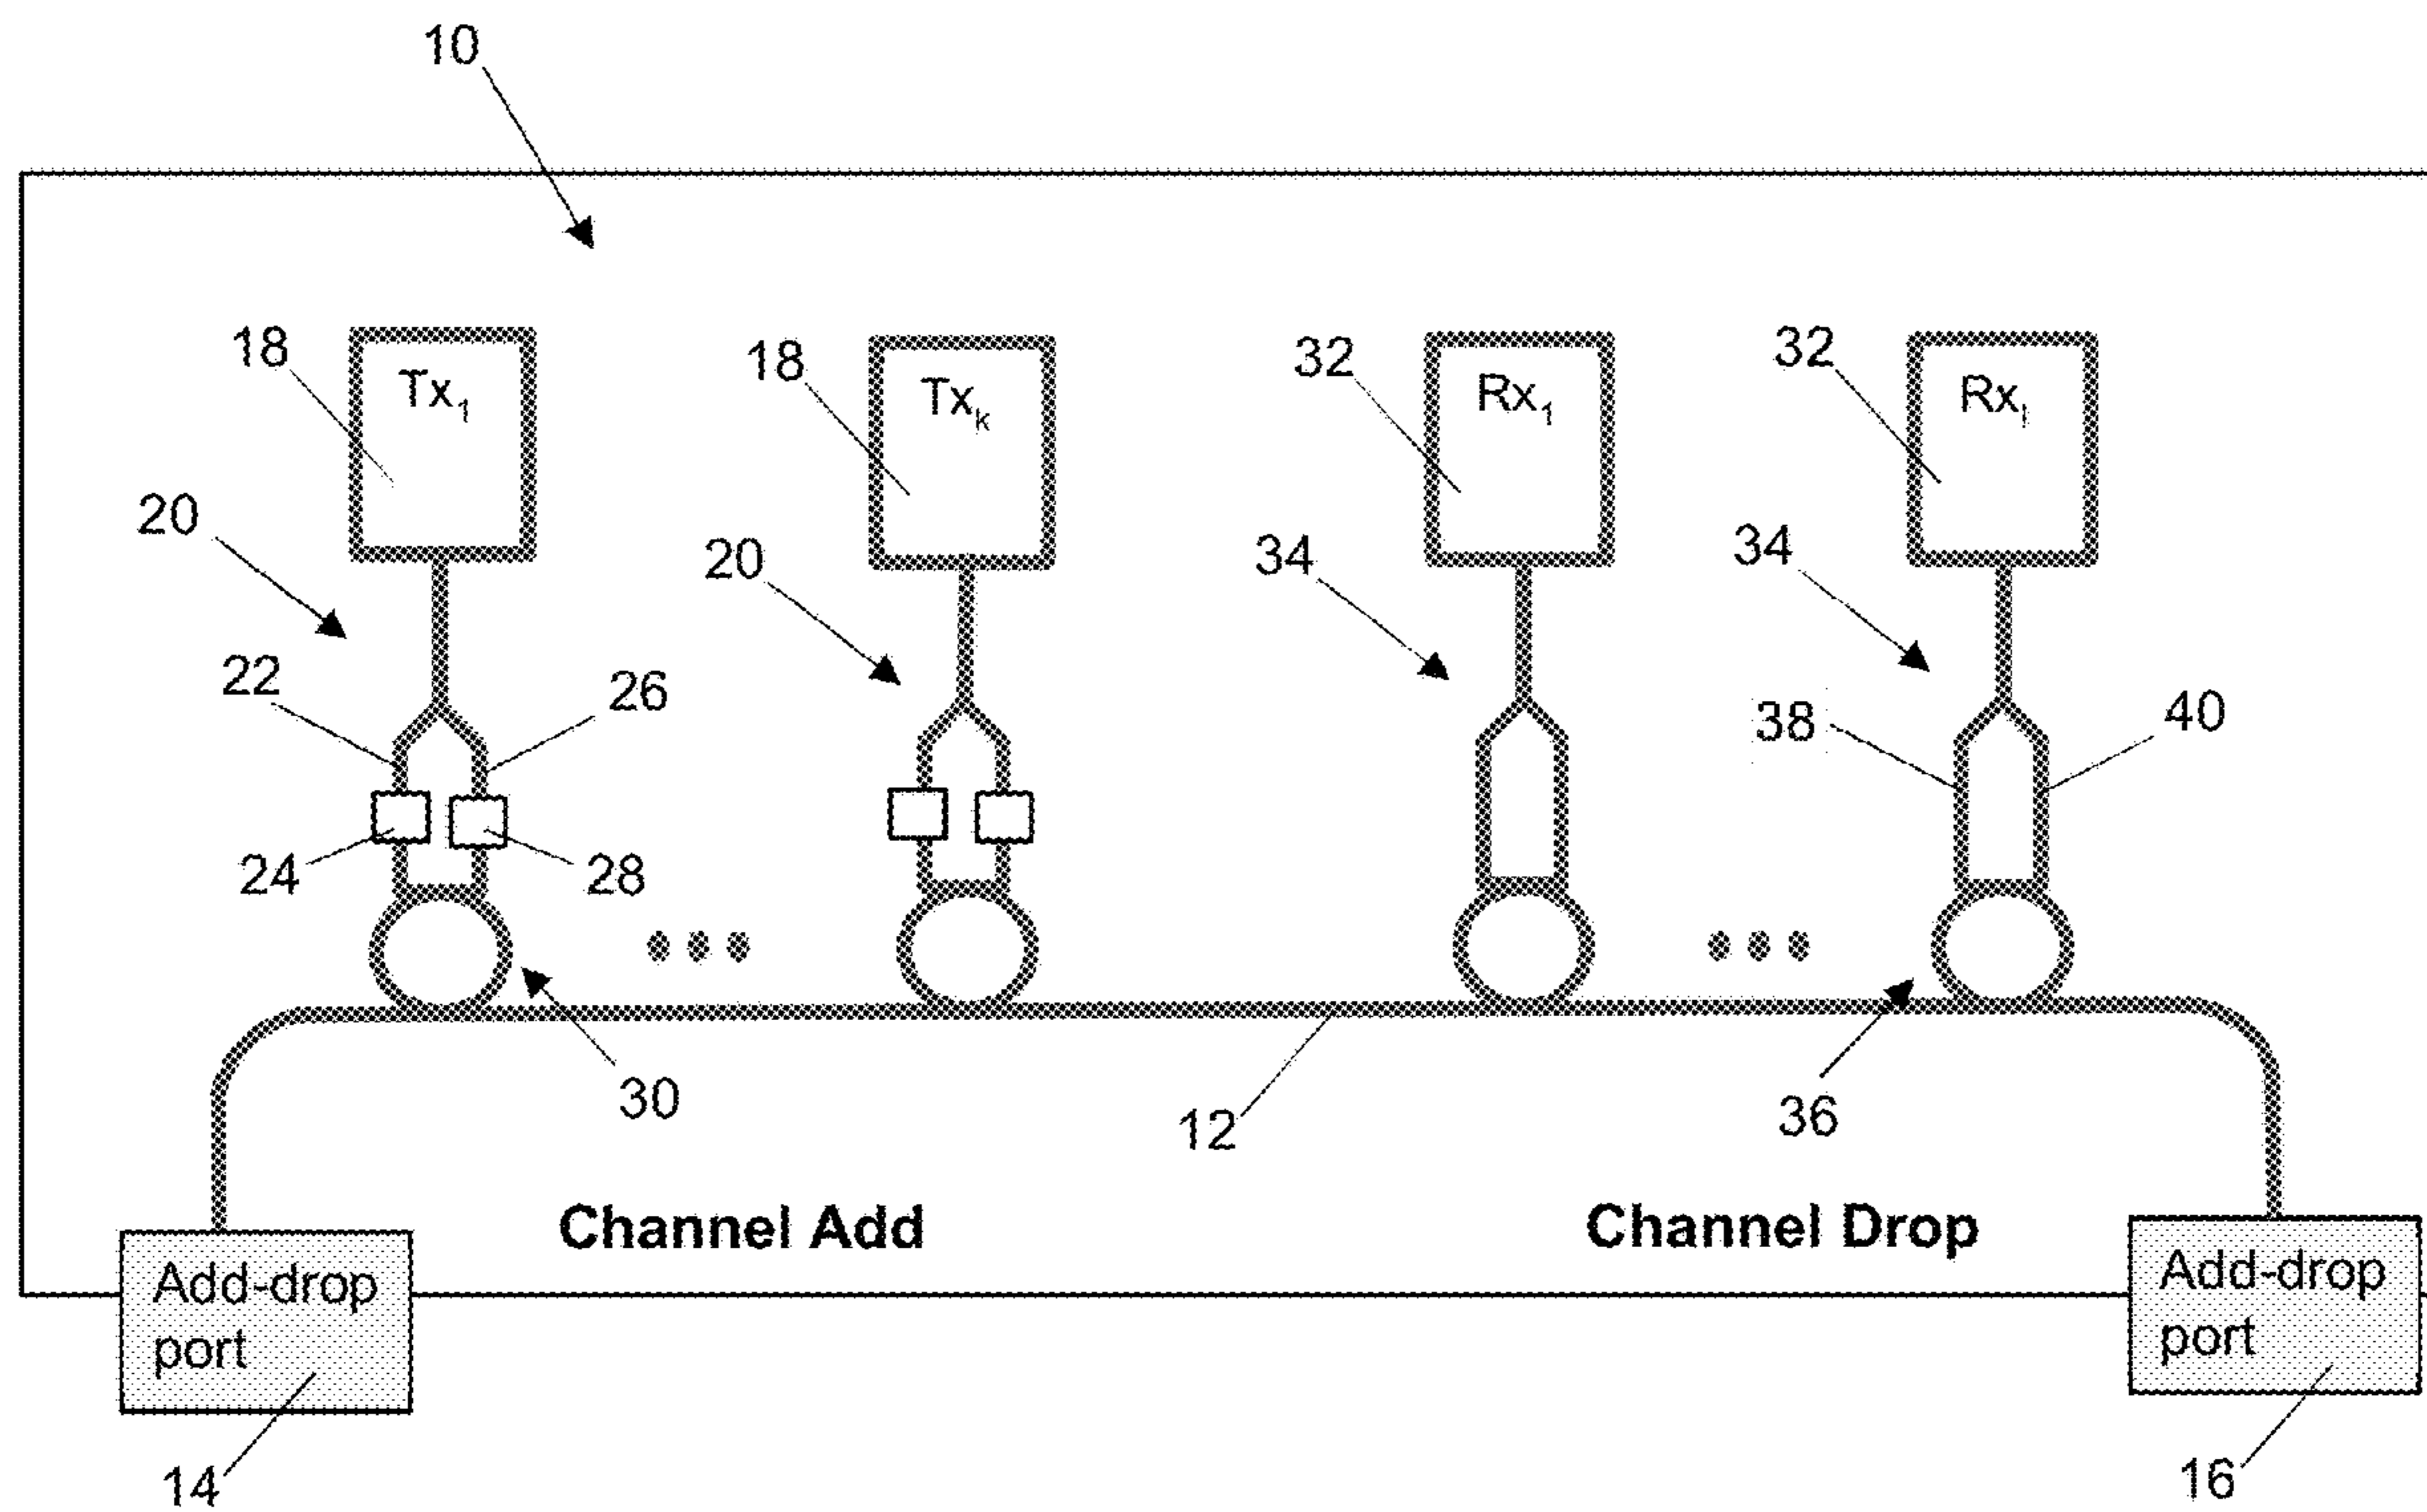 10
18
Tx1
18
Txk
32
Rx1
32
Rxl
20
20
34
34
22
26
38
40
24
28
30
12
36
Channel Add
Channel Drop
Add-drop
port
Add-drop
port
14
16